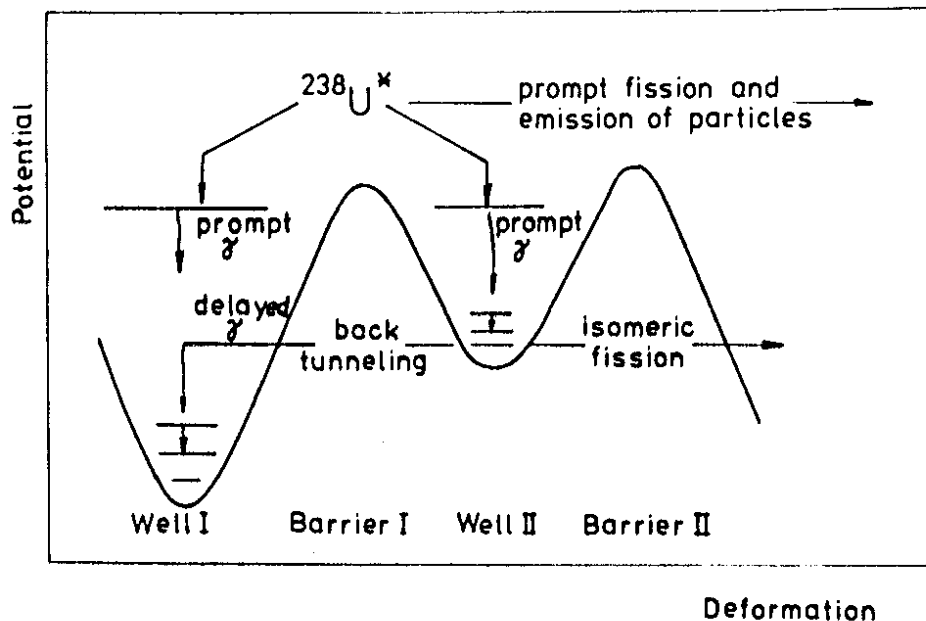 Potential
²³⁸U*
prompt fission and
emission of particles
prompt
γ
prompt
γ
delayed
γ
back
tunneling
isomeric
fission
Well I
Barrier I
Well II
Barrier II
Deformation